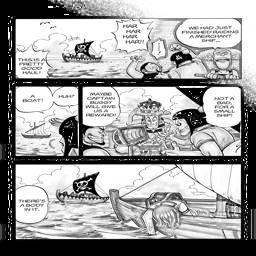 WE HAD JUST
FINISHED RAIDING
A MERCHANT
SHIP...
HAR
HAR
HAR
HAR!!
THIS IS A
PRETTY
GOOD
HAUL!
NOT A
BAD,
FOR A
SMALL
SHIP!
MAYBE
CAPTAIN
BUGGY
WILL GIVE
US A
REWARD!
HUH?
A
BOAT!
THERE'S
A BODY
IN IT.